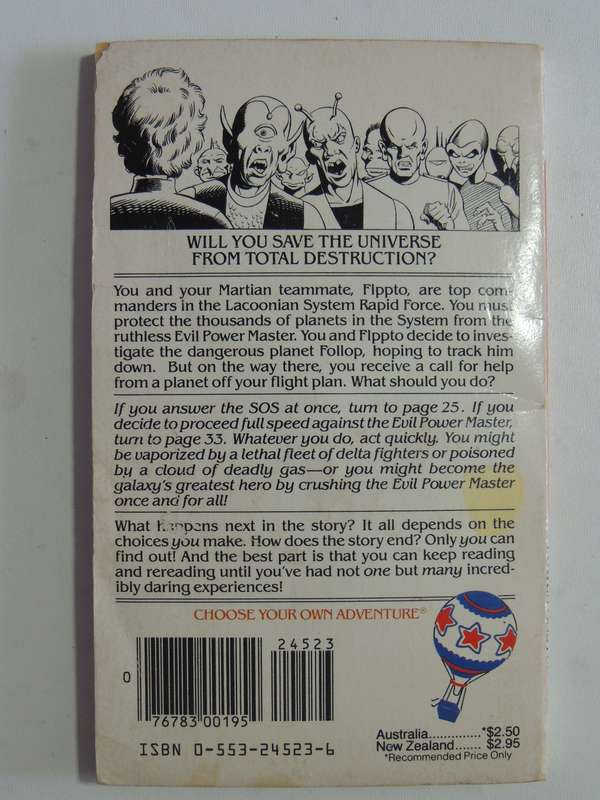 WILL YOU SAVE THE UNIVERSE
FROM TOTAL DESTRUCTION?
You and your Martian teammate, Flppto, are top com-
manders in the Lacoonian System Rapid Force. You must
protect the thousands of planets in the System from the
ruthless Evil Power Master. You and Flppto decide to inves-
tigate the dangerous planet Follop, hoping to track him
down. But on the way there, you receive a call for help
from a planet off your flight plan. What should you do?
If you answer the SOS at once, turn to page 25. If you
decide to proceed full speed against the Evil Power Master,
turn to page 33. Whatever you do, act quickly. You might
be vaporized by a lethal fleet of delta fighters or poisoned
by a cloud of deadly gas—or you might become the
galaxy's greatest hero by crushing the Evil Power Master
once and for all!
What happens next in the story? It all depends on the
choices you make. How does the story end? Only you can
find out! And the best part is that you can keep reading
and rereading until you've had not one but many incred-
ibly daring experiences!
CHOOSE YOUR OWN ADVENTURE®
24523
0
76783 00195
ISBN 0-553-24523-6
Australia..............*$2.50
New Zealand....... $2.95
*Recommended Price Only